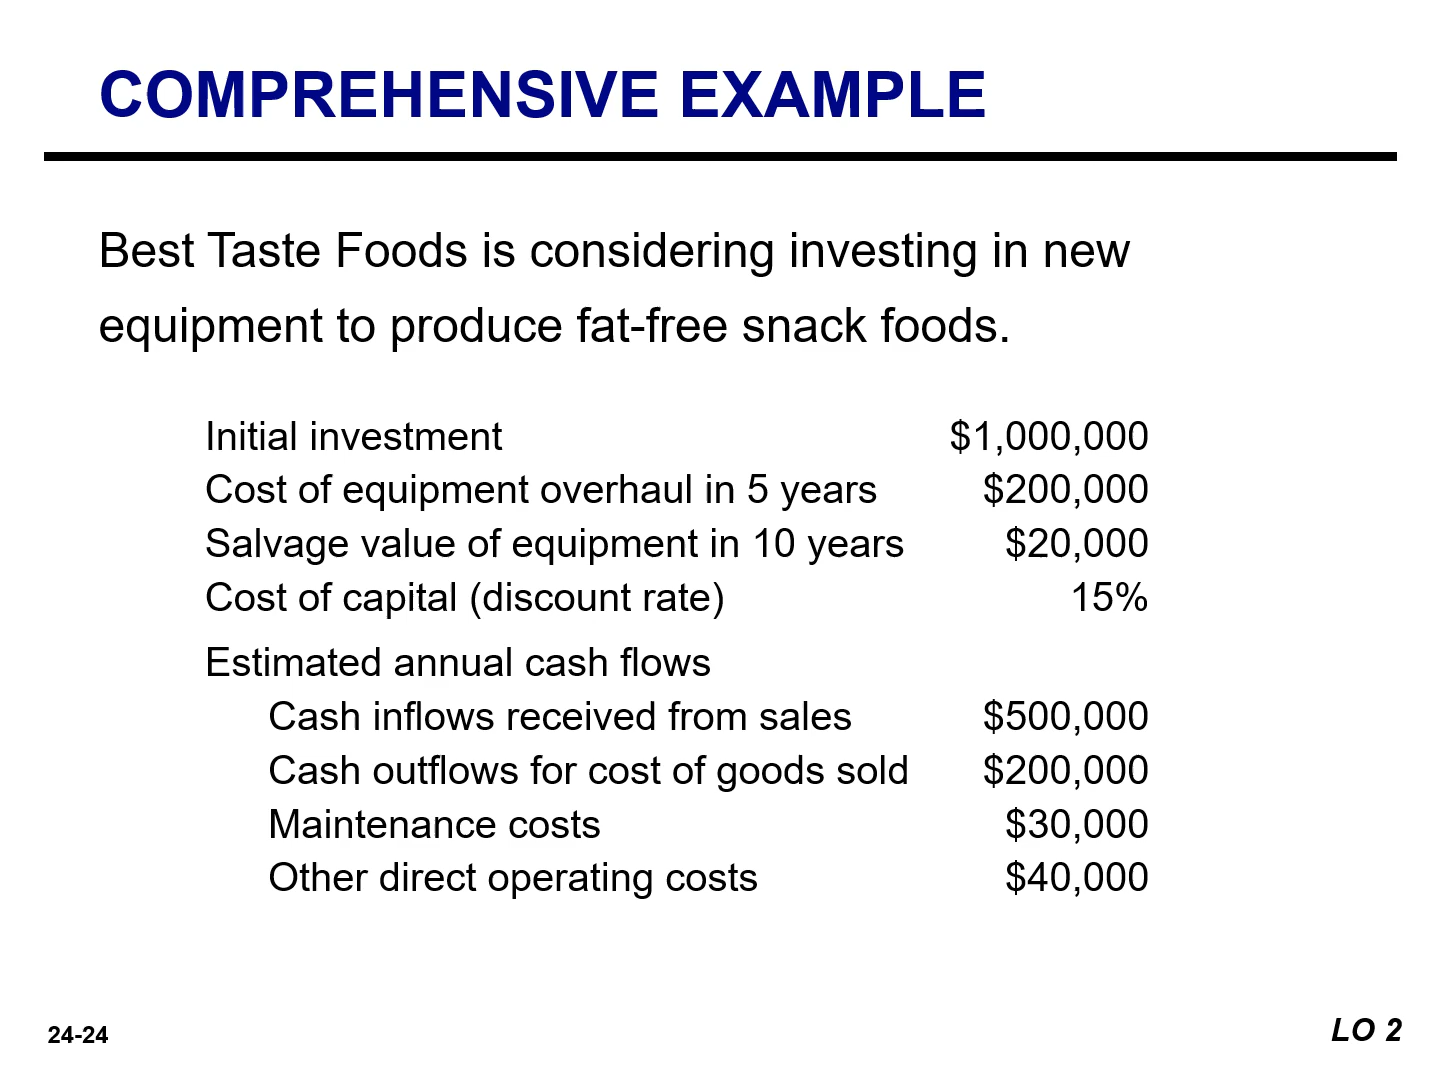 COMPREHENSIVE EXAMPLE
Best Taste Foods is considering investing in new
equipment to produce fat-free snack foods.
Initial investment $1,000,000
Cost of equipment overhaul in 5 years $200,000
Salvage value of equipment in 10 years $20,000
Cost of capital (discount rate) 15%
Estimated annual cash flows
Cash inflows received from sales $500,000
Cash outflows for cost of goods sold $200,000
Maintenance costs $30,000
Other direct operating costs $40,000
24-24 LO 2